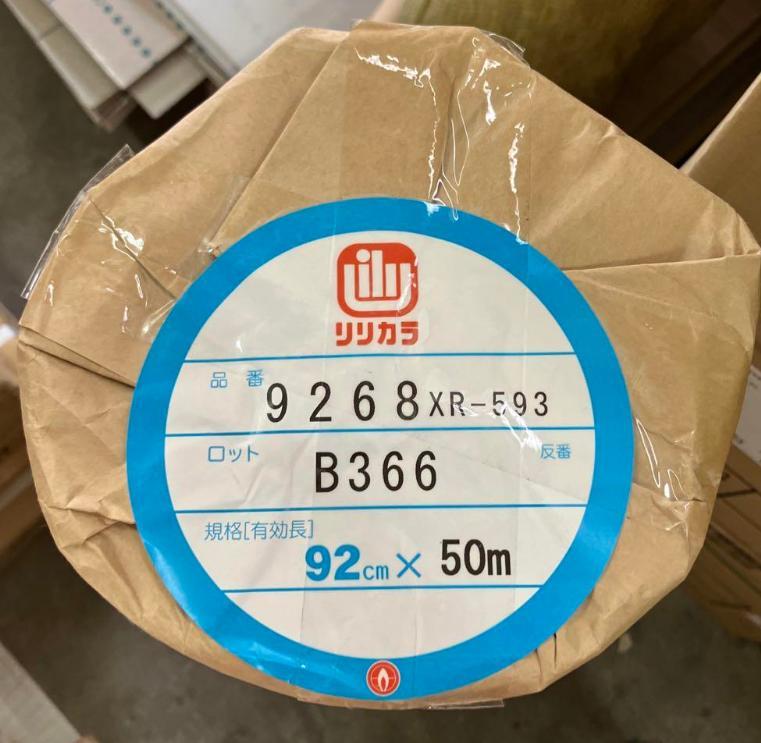 リリカラ
品番 9268XR-593
ロット B366 反番
規格[有効長]
92cm×50m